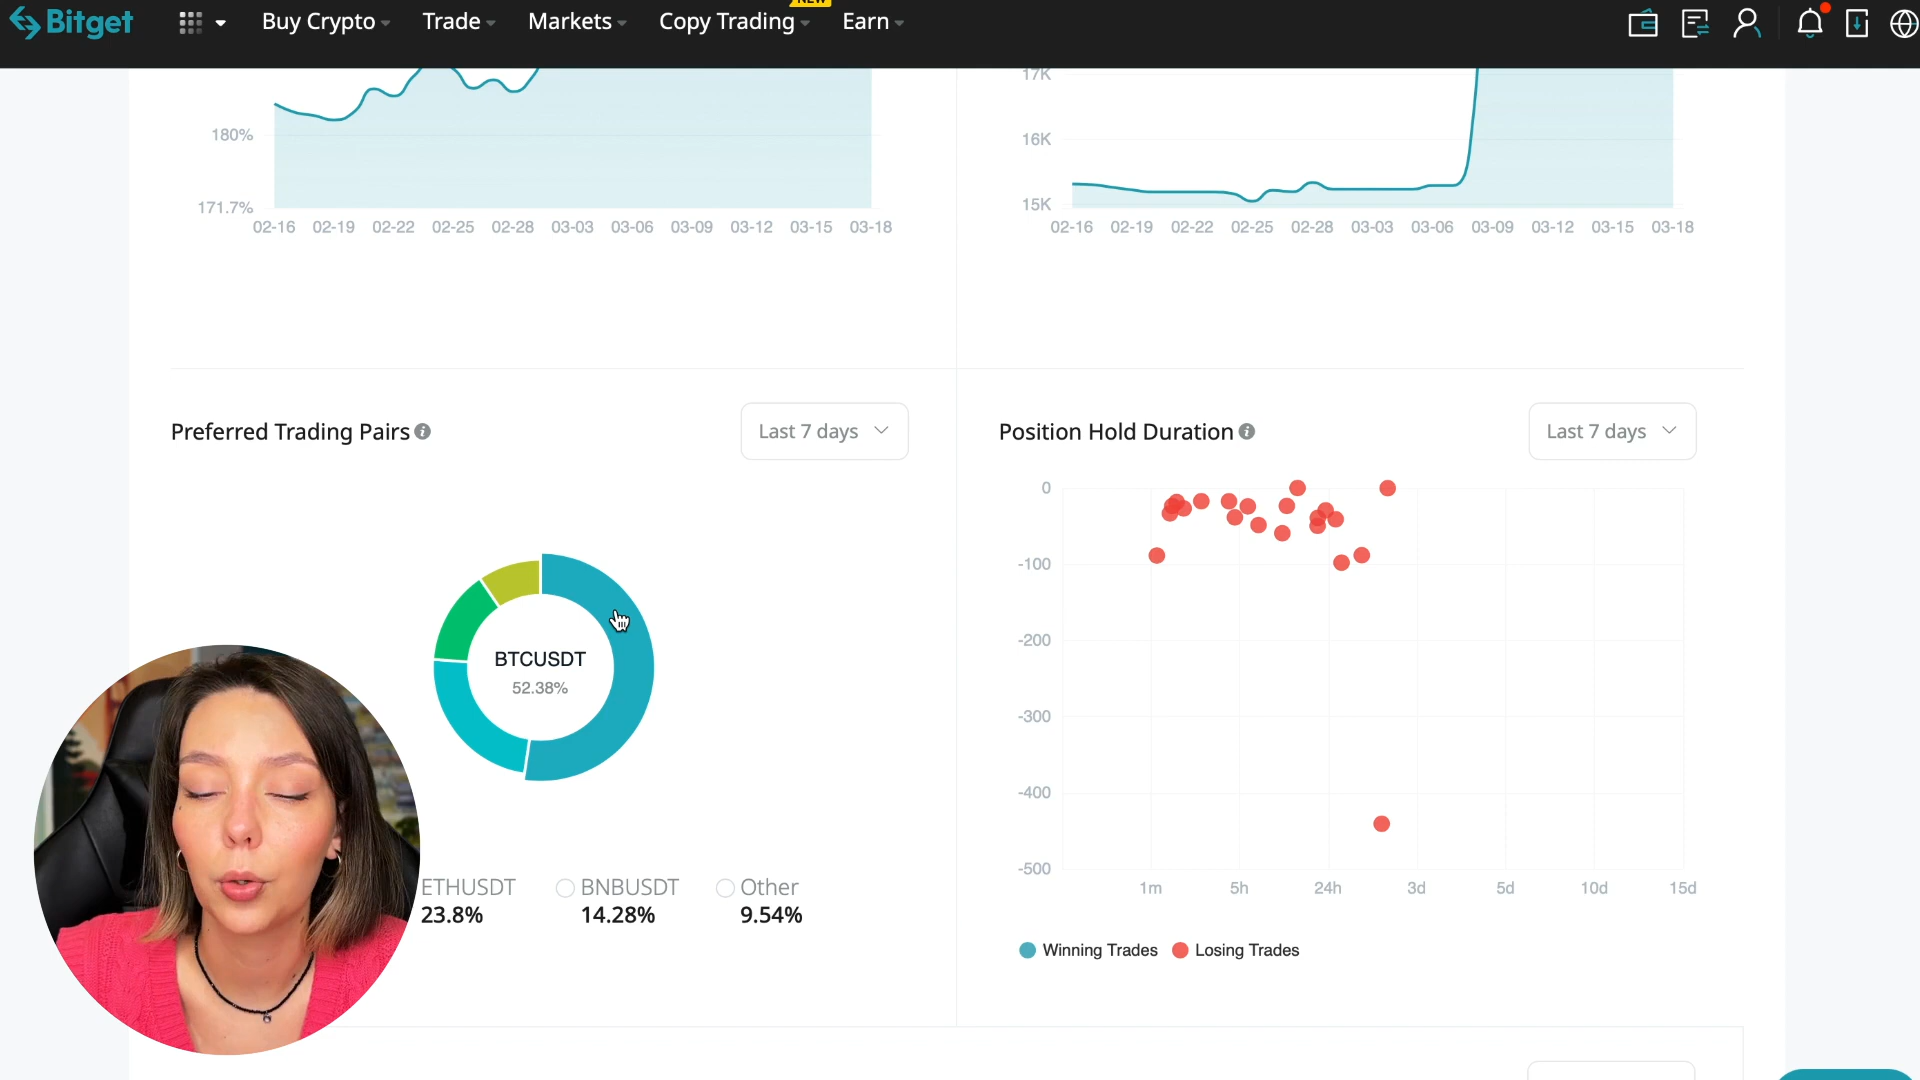 Bitget
Buy Crypto
Trade
Markets
Copy Trading
NEW
Earn
180%
171.7%
02-16 02-19 02-22 02-25 02-28 03-03 03-06 03-09 03-12 03-15 03-18
17K
16K
15K
02-16 02-19 02-22 02-25 02-28 03-03 03-06 03-09 03-12 03-15 03-18
Preferred Trading Pairs
Last 7 days
BTCUSDT
52.38%
ETHUSDT
23.8%
BNBUSDT
14.28%
Other
9.54%
Position Hold Duration
Last 7 days
0
-100
-200
-300
-400
-500
1m 5h 24h 3d 5d 10d 15d
Winning Trades
Losing Trades